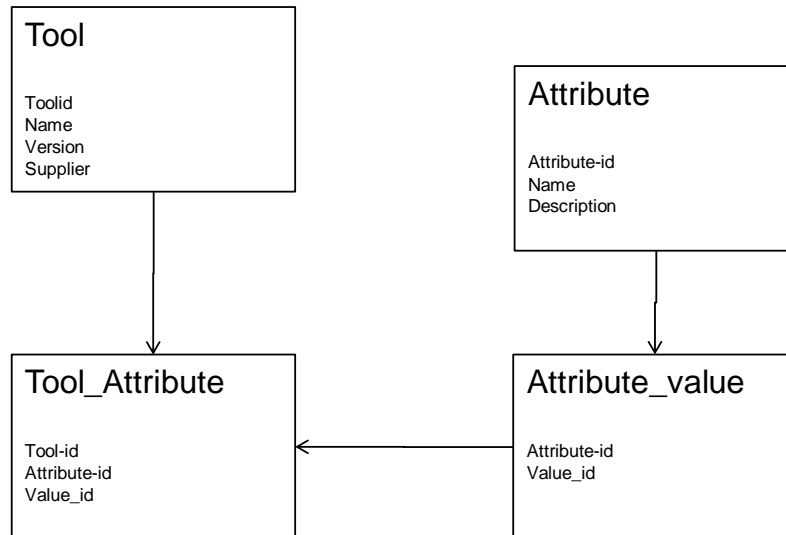 Tool
Toolid
Name
Version
Supplier
Attribute
Attribute-id
Name
Description
Tool_Attribute
Tool-id
Attribute-id
Value_id
Attribute_value
Attribute-id
Value_id